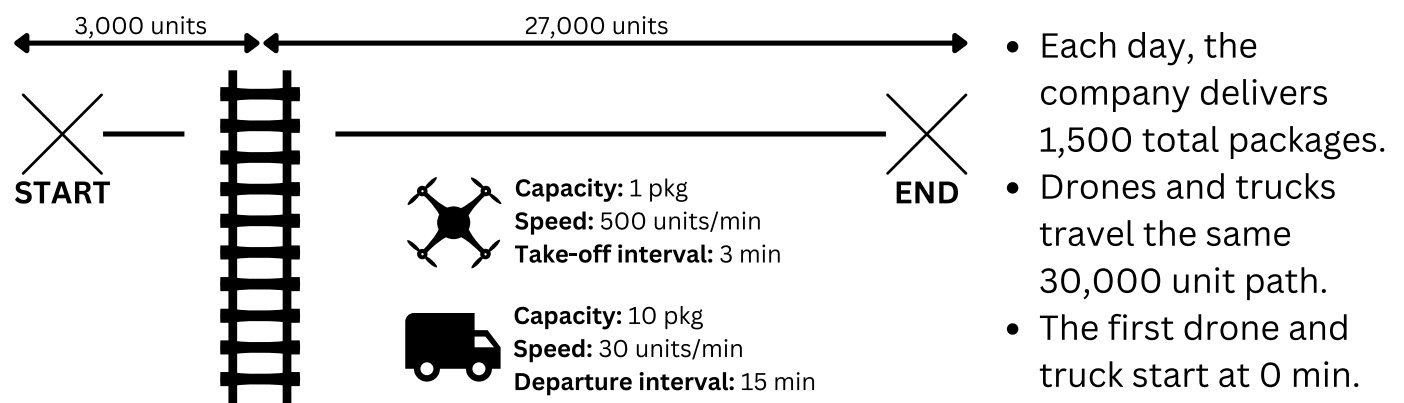 3,000 units
27,000 units
START
END
Capacity: 1 pkg
Speed: 500 units/min
Take-off interval: 3 min
Capacity: 10 pkg
Speed: 30 units/min
Departure interval: 15 min
• Each day, the
company delivers
1,500 total packages.
• Drones and trucks
travel the same
30,000 unit path.
• The first drone and
truck start at 0 min.